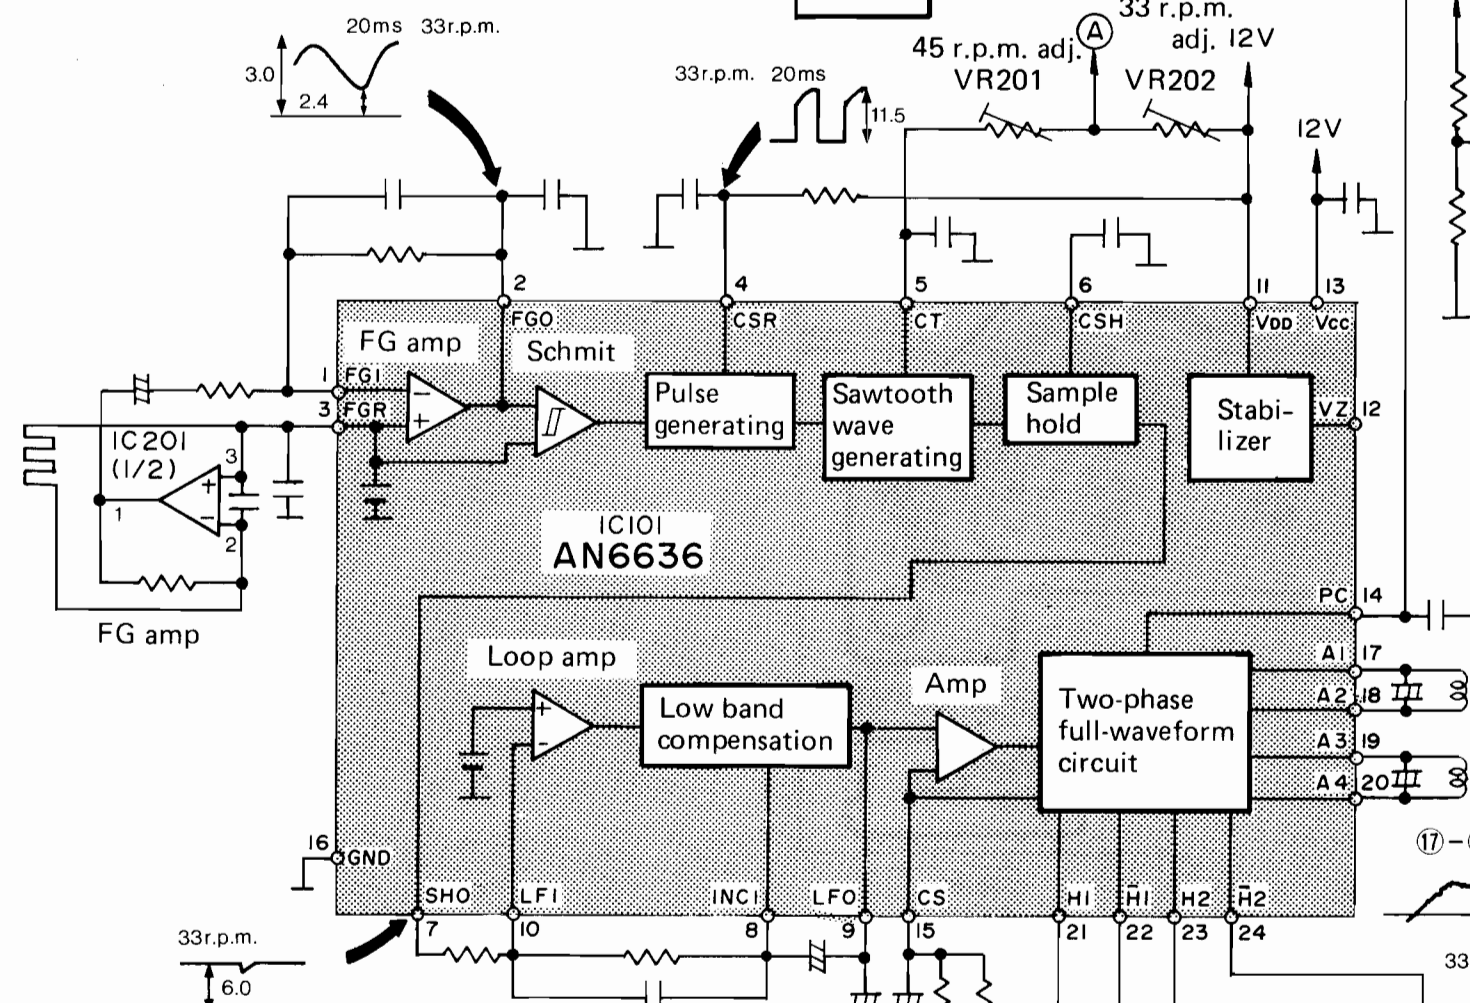 20ms 33r.p.m.
3.0
2.4
33r.p.m. 20ms
11.5
45 r.p.m. adj.
VR201
A
33 r.p.m.
adj. 12V
VR202
12V
2
4
5
6
11
13
FGO
CSR
CT
CSH
VDD
VCC
FG amp
Schmit
1
FGI
3
FGR
−
+
Pulse
generating
Sawtooth
wave
generating
Sample
hold
Stabi-
lizer
VZ
12
IC201
(1/2)
3
+
−
1
2
FG amp
IC101
AN6636
PC
14
Loop amp
+
-
Low band
compensation
Amp
Two-phase
full-waveform
circuit
A1
17
A2
18
A3
19
A4
20
16
GND
⑰-
SHO
LFI
INCI
LFO
CS
H1
H̅1
H2
H̅2
7
10
8
9
15
21
22
23
24
33r.p.m.
6.0
33